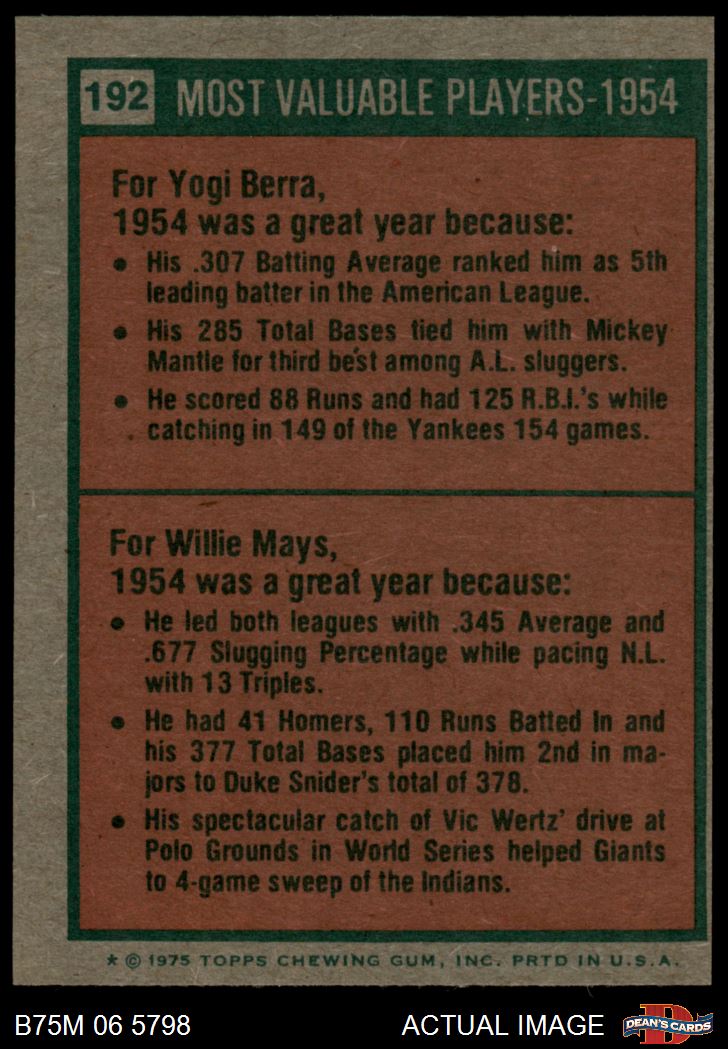 192 MOST VALUABLE PLAYERS-1954
For Yogi Berra,
1954 was a great year because:
• His .307 Batting Average ranked him as 5th
leading batter in the American League.
• His 285 Total Bases tied him with Mickey
Mantle for third best among A.L. sluggers.
• He scored 88 Runs and had 125 R.B.I.'s while
catching in 149 of the Yankees 154 games.
For Willie Mays,
1954 was a great year because:
• He led both leagues with .345 Average and
.677 Slugging Percentage while pacing N.L.
with 13 Triples.
• He had 41 Homers, 110 Runs Batted In and
his 377 Total Bases placed him 2nd in ma-
jors to Duke Snider's total of 378.
• His spectacular catch of Vic Wertz' drive at
Polo Grounds in World Series helped Giants
to 4-game sweep of the Indians.
* © 1975 TOPPS CHEWING GUM, INC. PRTD IN U.S.A.
B75M 06 5798 ACTUAL IMAGE D DEAN'S CARDS